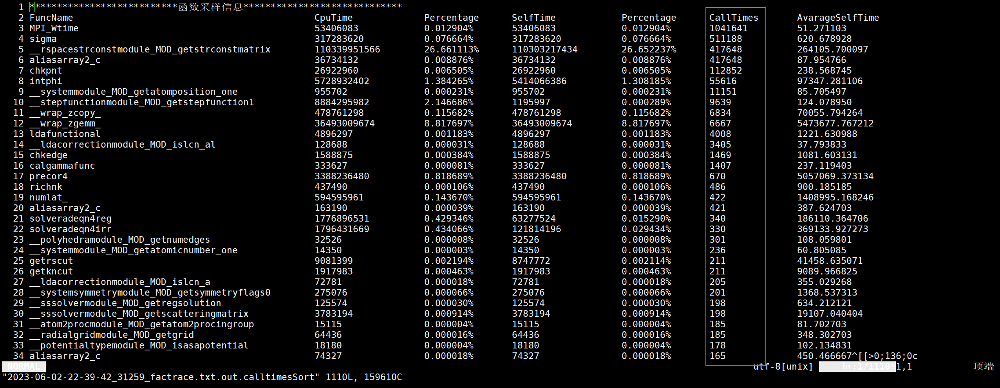 1 ***************************函数采样信息*****************************
2 FuncName CpuTime Percentage SelfTime Percentage CallTimes AvarageSelfTime
3 MPI_Wtime 53406083 0.012904% 53406083 0.012904% 1041641 51.271103
4 sigma 317283620 0.076664% 317283620 0.076664% 511188 620.678928
5 __rspacestrconstmodule_MOD_getstrconstmatrix 110339951566 26.661113% 110303217434 26.652237% 417648 264105.700097
6 aliasarray2_c 36734132 0.008876% 36734132 0.008876% 417648 87.954766
7 chkpnt 26922960 0.006505% 26922960 0.006505% 112852 238.568745
8 intphi 5728932402 1.384265% 5414066386 1.308185% 55616 97347.281106
9 __systemmodule_MOD_getatomposition_one 955702 0.000231% 955702 0.000231% 11151 85.705497
10 __stepfunctionmodule_MOD_getstepfunction1 8884295982 2.146686% 1195997 0.000289% 9639 124.078950
11 __wrap_zcopy_ 478761298 0.115682% 478761298 0.115682% 6834 70055.794264
12 __wrap_zgemm_ 36493009674 8.817697% 36493009674 8.817697% 6667 5473677.767212
13 ldafunctional 4896297 0.001183% 4896297 0.001183% 4008 1221.630988
14 __ldacorrectionmodule_MOD_islcn_al 128688 0.000031% 128688 0.000031% 3405 37.793833
15 chkedge 1588875 0.000384% 1588875 0.000384% 1469 1081.603131
16 calgammafunc 333627 0.000081% 333627 0.000081% 1407 237.119403
17 precor4 3388236480 0.818689% 3388236480 0.818689% 670 5057069.373134
18 richnk 437490 0.000106% 437490 0.000106% 486 900.185185
19 numlat_ 594595961 0.143670% 594595961 0.143670% 422 1408995.168246
20 aliasarray2_c 163190 0.000039% 163190 0.000039% 421 387.624703
21 solveradeqn4reg 1776896531 0.429346% 63277524 0.015290% 340 186110.364706
22 solveradeqn4irr 1796431669 0.434066% 121814196 0.029434% 330 369133.927273
23 __polyhedramodule_MOD_getnumedges 32526 0.000008% 32526 0.000008% 301 108.059801
24 __systemmodule_MOD_getatomicnumber_one 14350 0.000003% 14350 0.000003% 236 60.805085
25 getrscut 9081399 0.002194% 8747772 0.002114% 211 41458.635071
26 getkncut 1917983 0.000463% 1917983 0.000463% 211 9089.966825
27 __ldacorrectionmodule_MOD_islcn_a 72781 0.000018% 72781 0.000018% 205 355.029268
28 __systemsymmetrymodule_MOD_getsymmetryflags0 275076 0.000066% 275076 0.000066% 201 1368.537313
29 __sssolvermodule_MOD_getregsolution 125574 0.000030% 125574 0.000030% 198 634.212121
30 __sssolvermodule_MOD_getscatteringmatrix 3783194 0.000914% 3783194 0.000914% 198 19107.040404
31 __atom2procmodule_MOD_getatom2procingroup 15115 0.000004% 15115 0.000004% 185 81.702703
32 __radialgridmodule_MOD_getgrid 64436 0.000016% 64436 0.000016% 185 348.302703
33 __potentialtypemodule_MOD_isasapotential 18180 0.000004% 18180 0.000004% 178 102.134831
34 aliasarray2_c 74327 0.000018% 74327 0.000018% 165 450.466667^[[>0;136;0c
NORMAL utf-8[unix] ln:1/1110≡1,1 顶端
"2023-06-02-22-39-42_31259_factrace.txt.out.calltimesSort" 1110L, 159610C